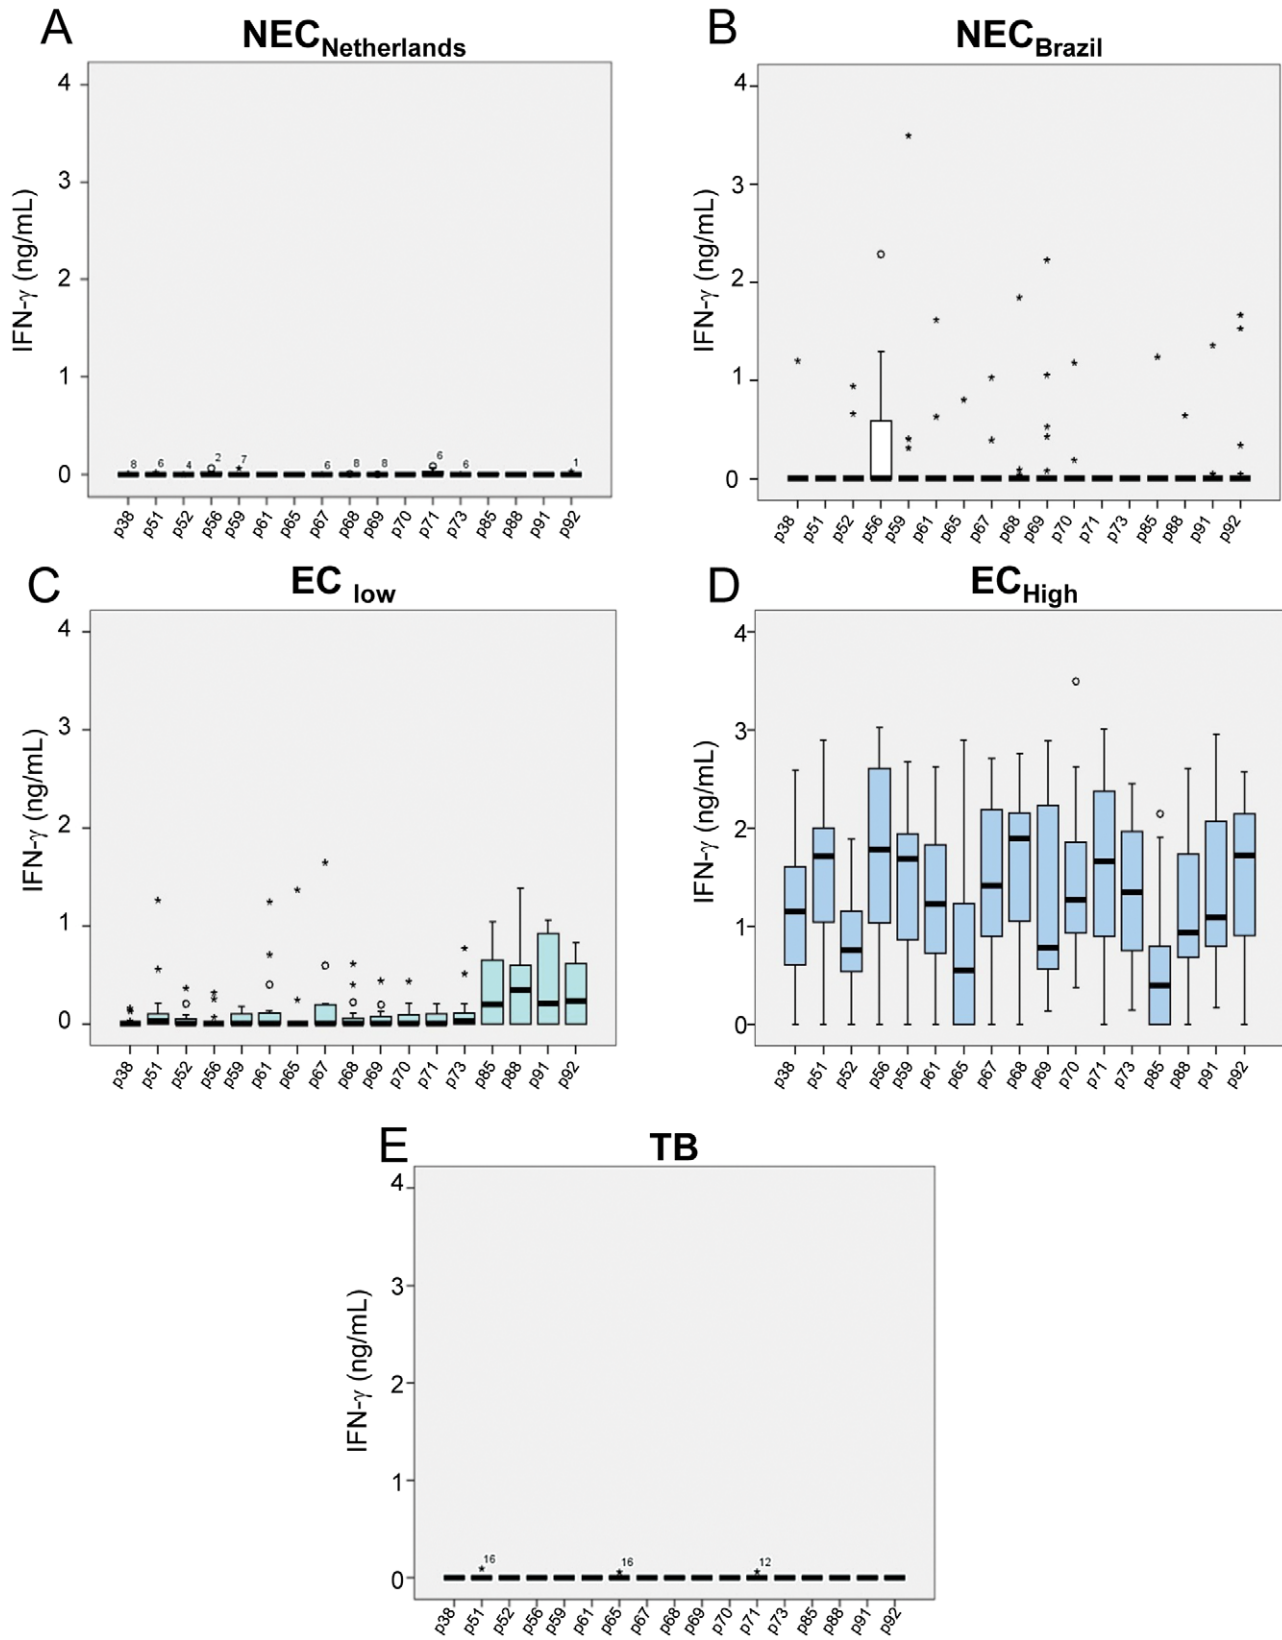 A
NEC Netherlands
IFN-γ (ng/mL)
4
3
2
1
0
8 6 4 2 7 6 8 8 6 6 1
p38 p51 p52 p56 p59 p61 p65 p67 p68 p69 p70 p71 p73 p85 p88 p91 p92
B
NEC Brazil
IFN-γ (ng/mL)
4
3
2
1
0
p38 p51 p52 p56 p59 p61 p65 p67 p68 p69 p70 p71 p73 p85 p88 p91 p92
C
EC low
IFN-γ (ng/mL)
4
3
2
1
0
p38 p51 p52 p56 p59 p61 p65 p67 p68 p69 p70 p71 p73 p85 p88 p91 p92
D
EC High
IFN-γ (ng/mL)
4
3
2
1
0
p38 p51 p52 p56 p59 p61 p65 p67 p68 p69 p70 p71 p73 p85 p88 p91 p92
E
TB
IFN-γ (ng/mL)
4
3
2
1
0
16 16 12
p38 p51 p52 p56 p59 p61 p65 p67 p68 p69 p70 p71 p73 p85 p88 p91 p92